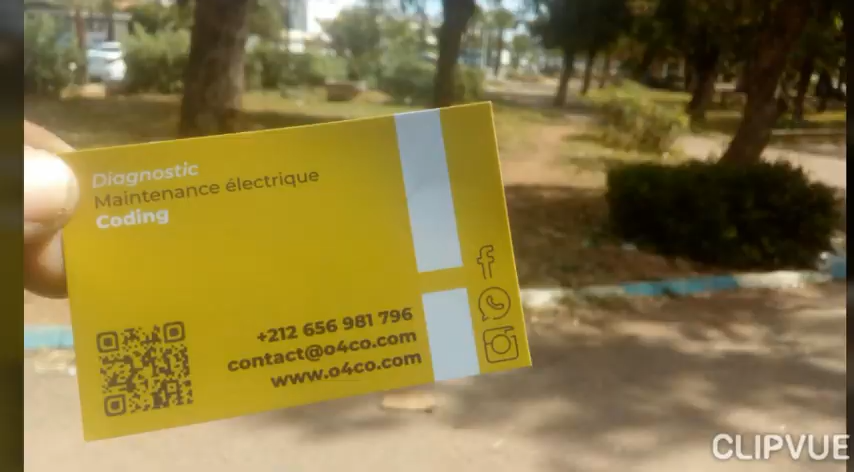 Diagnostic
Maintenance électrique
Coding
+212 656 981 796
contact@o4co.com
www.o4co.com
CLIPVUE